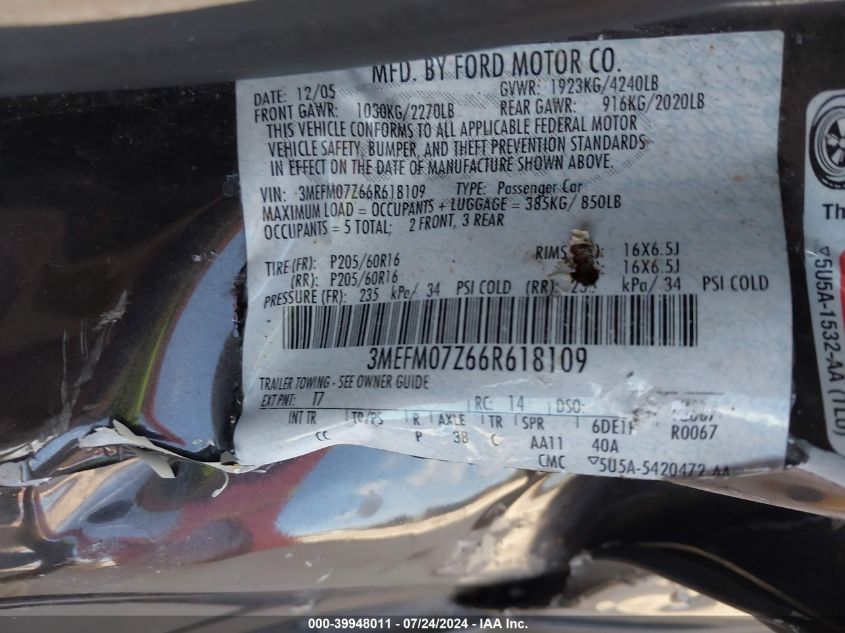 MFD. BY FORD MOTOR CO.
DATE: 12/05 GVWR: 1923KG/4240LB
FRONT GAWR: 1030KG/2270LB REAR GAWR: 916KG/2020LB
THIS VEHICLE CONFORMS TO ALL APPLICABLE FEDERAL MOTOR
VEHICLE SAFETY, BUMPER, AND THEFT PREVENTION STANDARDS
IN EFFECT ON THE DATE OF MANUFACTURE SHOWN ABOVE.
VIN: 3MEFM07Z66R618109 TYPE: Passenger Car
MAXIMUM LOAD = OCCUPANTS + LUGGAGE = 385KG/ 850LB
OCCUPANTS = 5 TOTAL; 2 FRONT, 3 REAR
TIRE (FR): P205/60R16 RIMS 16X6.5J
(RR): P205/60R16 16X6.5J
PRESSURE (FR): 235 kPa/ 34 PSI COLD (RR): kPa/ 34 PSI COLD
3MEFM07Z66R618109
TRAILER TOWING - SEE OWNER GUIDE
EXT PNT: 17 RC: 14 DSO:
INT TR TP/PS R AXLE TR SPR 6DE1F R0067
CC P 3B C AA11 40A
CMC ▽5U5A-5420472-AA
Th
▽5U5A-1532-AA (TLD)
000-39948011 - 07/24/2024 - IAA Inc.